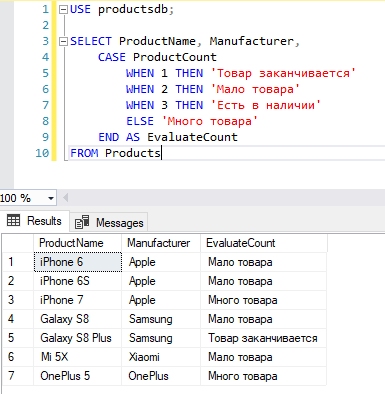 1 USE productsdb;
2
3 SELECT ProductName, Manufacturer,
4 CASE ProductCount
5 WHEN 1 THEN 'Товар заканчивается'
6 WHEN 2 THEN 'Мало товара'
7 WHEN 3 THEN 'Есть в наличии'
8 ELSE 'Много товара'
9 END AS EvaluateCount
10 FROM Products
100 %
Results Messages
ProductName Manufacturer EvaluateCount
1 iPhone 6 Apple Мало товара
2 iPhone 6S Apple Мало товара
3 iPhone 7 Apple Много товара
4 Galaxy S8 Samsung Мало товара
5 Galaxy S8 Plus Samsung Товар заканчивается
6 Mi 5X Xiaomi Мало товара
7 OnePlus 5 OnePlus Много товара